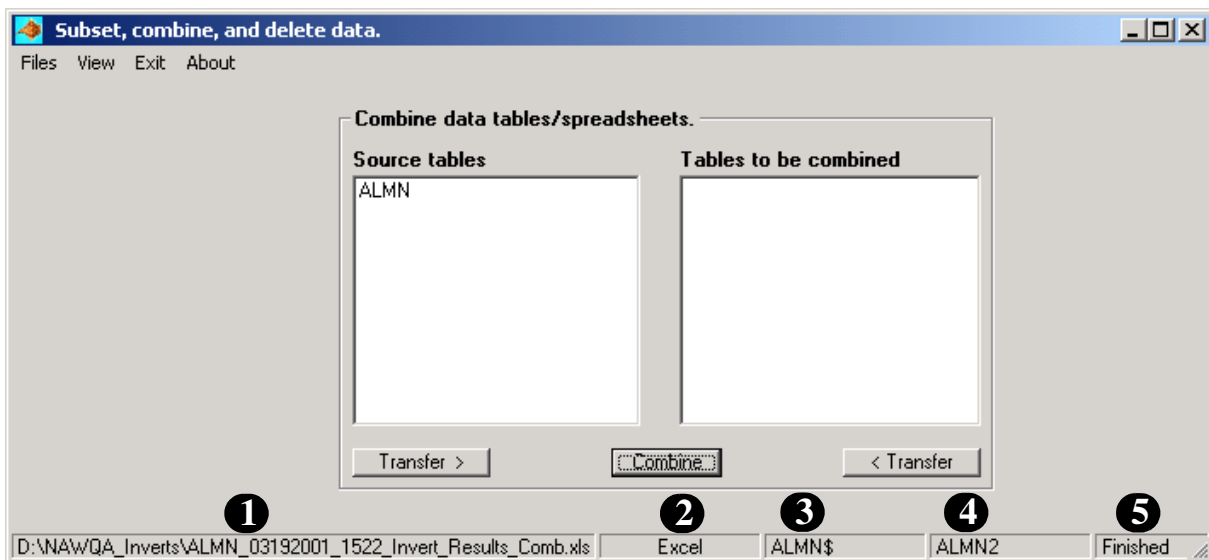 Subset, combine, and delete data.
Files View Exit About
Combine data tables/spreadsheets.
Source tables Tables to be combined
ALMN
Transfer > Combine < Transfer
1 2 3 4 5
D:\NAWQA_Inverts\ALMN_03192001_1522_Invert_Results_Comb.xls Excel ALMN$ ALMN2 Finished